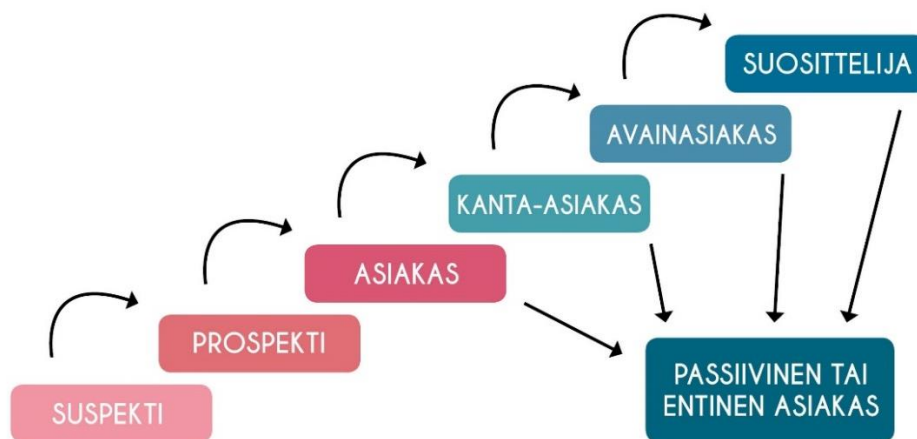 SUOSITTELIJA
AVAINASIAKAS
KANTA-ASIAKAS
ASIAKAS
PROSPEKTI
SUSPEKTI
PASSIIVINEN TAI
ENTINEN ASIAKAS